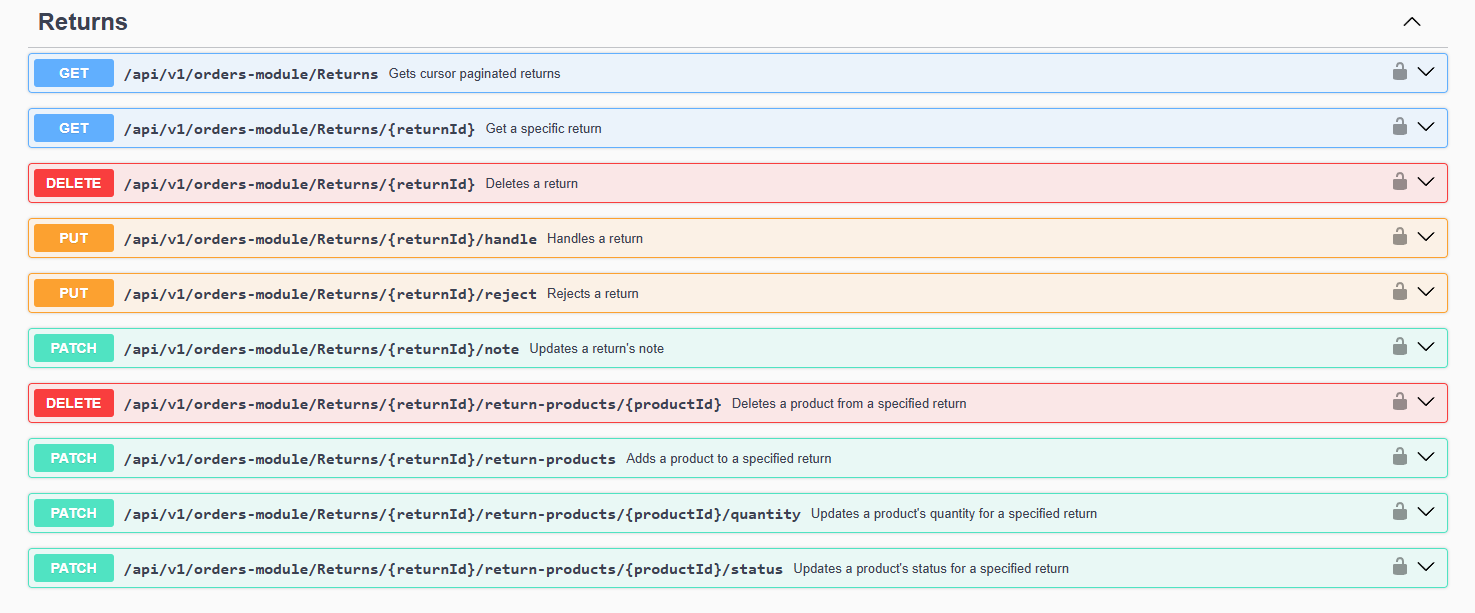 Returns
GET /api/v1/orders-module/Returns Gets cursor paginated returns
GET /api/v1/orders-module/Returns/{returnId} Get a specific return
DELETE /api/v1/orders-module/Returns/{returnId} Deletes a return
PUT /api/v1/orders-module/Returns/{returnId}/handle Handles a return
PUT /api/v1/orders-module/Returns/{returnId}/reject Rejects a return
PATCH /api/v1/orders-module/Returns/{returnId}/note Updates a return's note
DELETE /api/v1/orders-module/Returns/{returnId}/return-products/{productId} Deletes a product from a specified return
PATCH /api/v1/orders-module/Returns/{returnId}/return-products Adds a product to a specified return
PATCH /api/v1/orders-module/Returns/{returnId}/return-products/{productId}/quantity Updates a product's quantity for a specified return
PATCH /api/v1/orders-module/Returns/{returnId}/return-products/{productId}/status Updates a product's status for a specified return